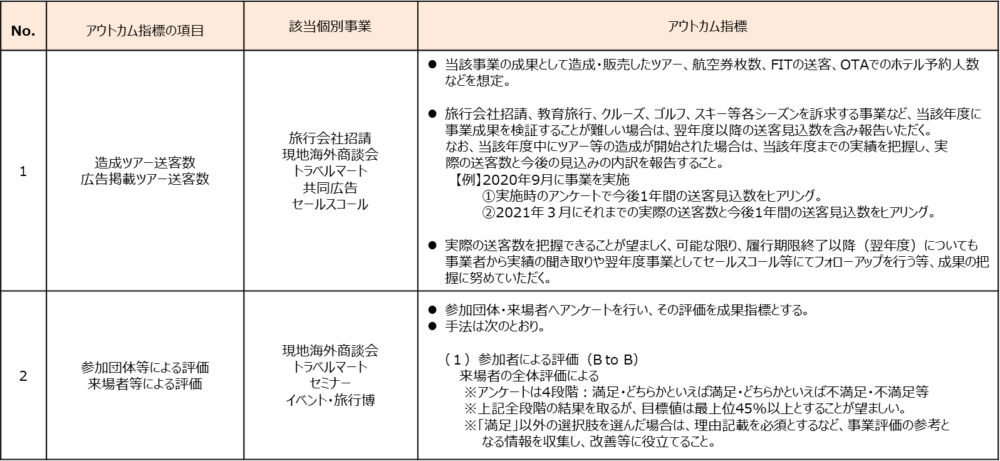 No.
アウトカム指標の項目
該当個別事業
アウトカム指標
1
造成ツアー送客数
広告掲載ツアー送客数
旅行会社招請
現地海外商談会
トラベルマート
共同広告
セールスコール
● 当該事業の成果として造成・販売したツアー、航空券枚数、FITの送客、OTAでのホテル予約人数
などを想定。
● 旅行会社招請、教育旅行、クルーズ、ゴルフ、スキー等各シーズンを訴求する事業など、当該年度に
事業成果を検証することが難しい場合は、翌年度以降の送客見込数を含み報告いただく。
なお、当該年度中にツアー等の造成が開始された場合は、当該年度までの実績を把握し、実
際の送客数と今後の見込みの内訳を報告すること。
【例】2020年9月に事業を実施
①実施時のアンケートで今後1年間の送客見込数をヒアリング。
②2021年３月にそれまでの実際の送客数と今後1年間の送客見込数をヒアリング。
● 実際の送客数を把握できることが望ましく、可能な限り、履行期限終了以降（翌年度）についても
事業者から実績の聞き取りや翌年度事業としてセールスコール等にてフォローアップを行う等、成果の把
握に努めていただく。
2
参加団体等による評価
来場者等による評価
現地海外商談会
トラベルマート
セミナー
イベント・旅行博
● 参加団体・来場者へアンケートを行い、その評価を成果指標とする。
● 手法は次のとおり。
（１）参加者による評価（B to B）
来場者の全体評価による
※アンケートは4段階：満足・どちらかといえば満足・どちらかといえば不満足・不満足等
※上記全段階の結果を取るが、目標値は最上位45%以上とすることが望ましい。
※「満足」以外の選択肢を選んだ場合は、理由記載を必須とするなど、事業評価の参考と
なる情報を収集し、改善等に役立てること。